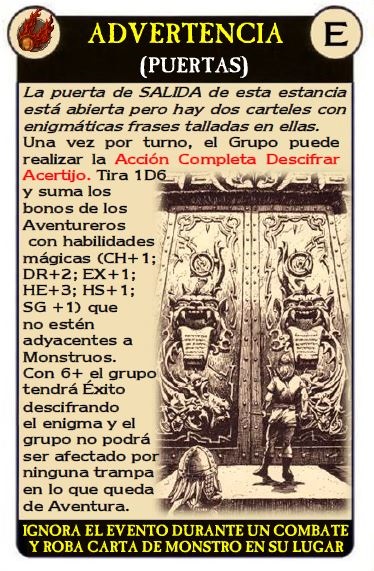 ADVERTENCIA
E
(PUERTAS)
La puerta de SALIDA de esta estancia
está abierta pero hay dos carteles con
enigmáticas frases talladas en ellas.
Una vez por turno, el Grupo puede
realizar la Acción Completa Descifrar
Acertijo. Tira 1D6
y suma los
bonos de los
Aventureros
con habilidades
mágicas (CH+1;
DR+2; EX+1;
HE+3; HS+1;
SG +1) que
no estén
adyacentes a
Monstruos.
Con 6+ el grupo
tendrá Éxito
descifrando
el enigma y el
grupo no podrá
ser afectado por
ninguna trampa
en lo que queda
de Aventura.
IGNORA EL EVENTO DURANTE UN COMBATE
Y ROBA CARTA DE MONSTRO EN SU LUGAR